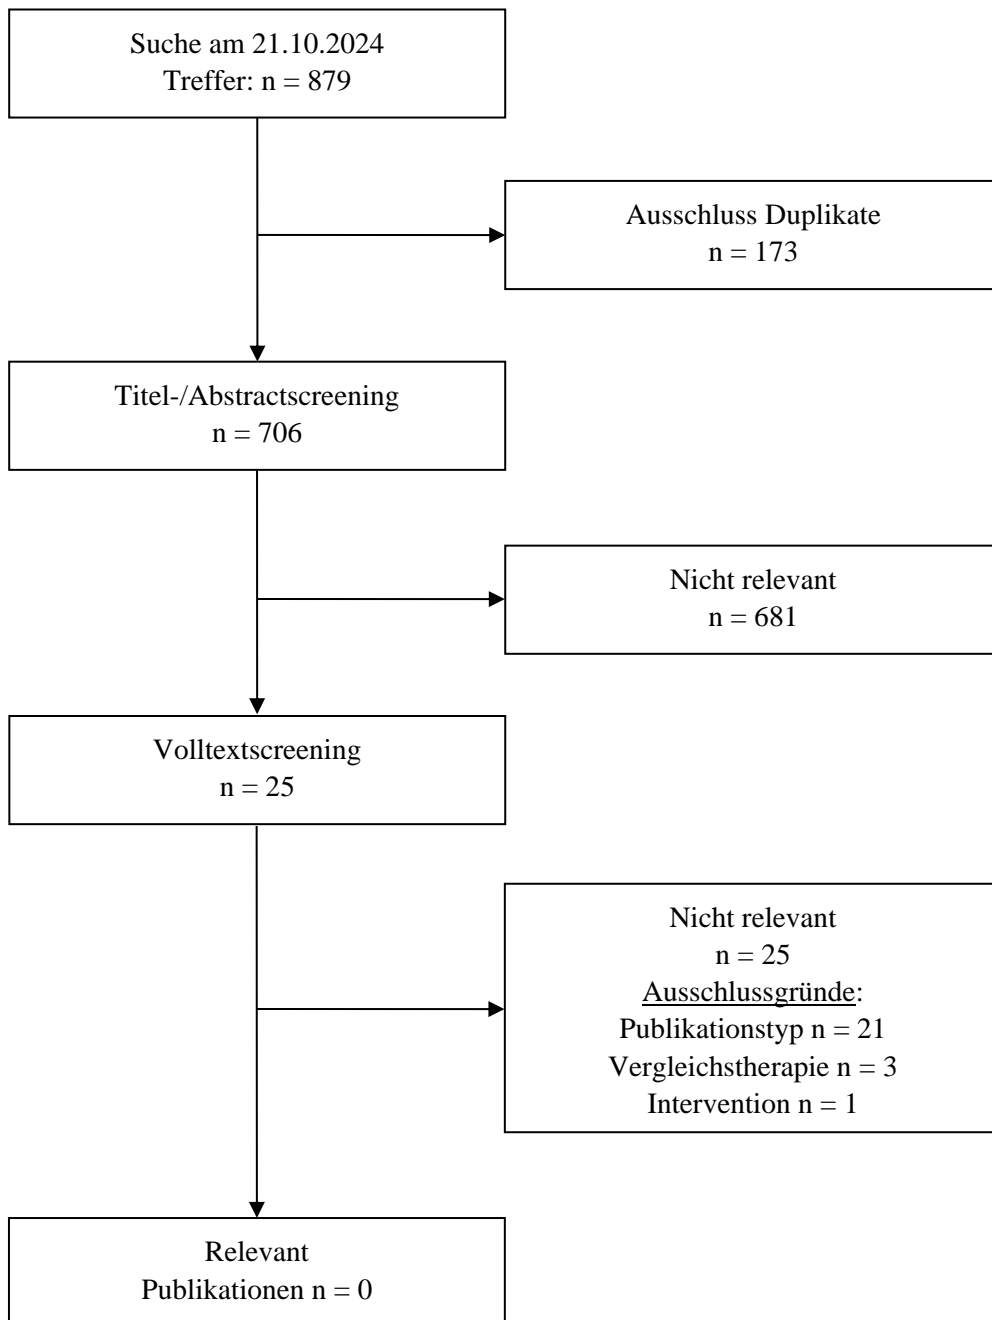 Suche am 21.10.2024
Treffer: n = 879
Ausschluss Duplikate
n = 173
Titel-/Abstractscreening
n = 706
Nicht relevant
n = 681
Volltextscreening
n = 25
Nicht relevant
n = 25
Ausschlussgründe:
Publikationstyp n = 21
Vergleichstherapie n = 3
Intervention n = 1
Relevant
Publikationen n = 0